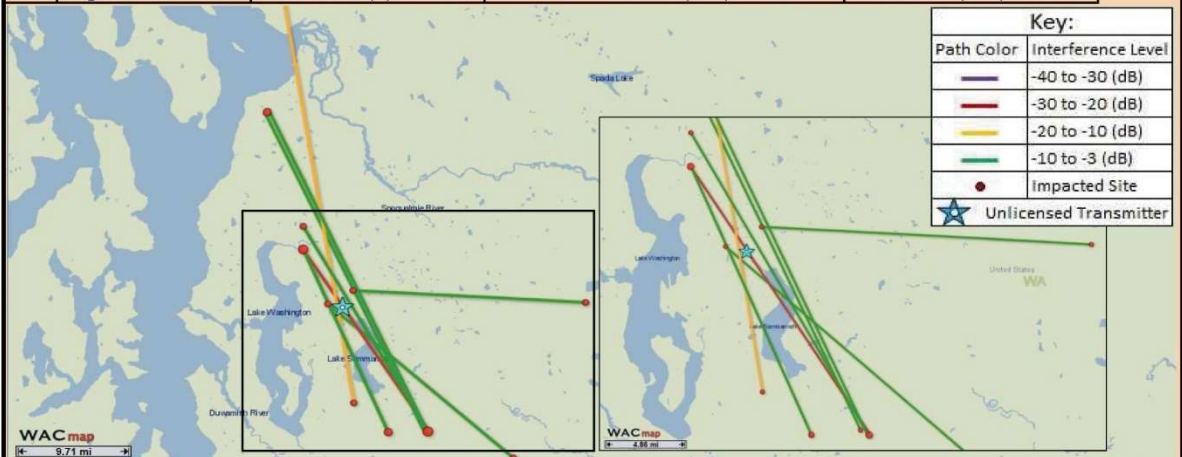 Key:
Path Color Interference Level
-40 to -30 (dB)
-30 to -20 (dB)
-20 to -10 (dB)
-10 to -3 (dB)
Impacted Site
Unlicensed Transmitter
Spada Lake
Snoqualmie River
Lake Washington
Lake Samman
Duwamish River
WACmap
9.71 mi
Lake Washington
United States
WA
Lake Sammamish
WACmap
4.86 mi